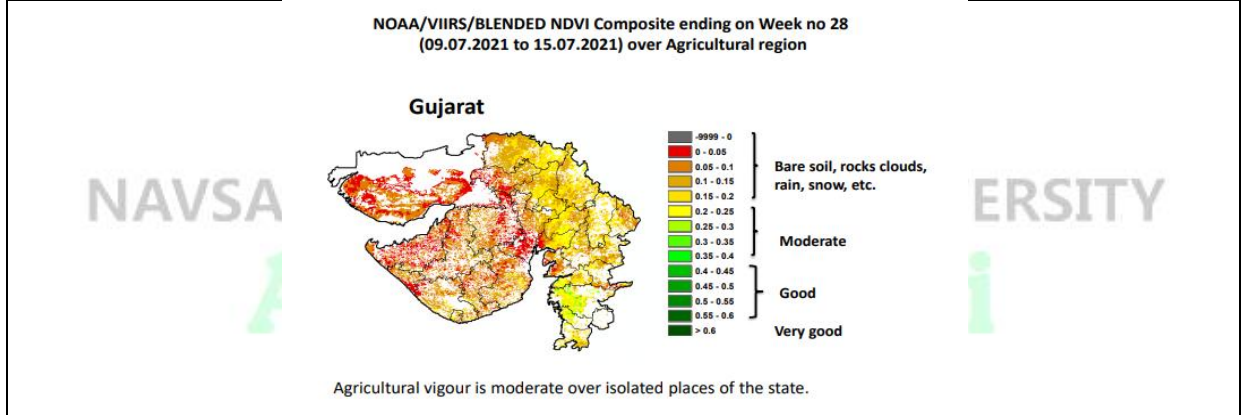 NOAA/VIIRS/BLENDED NDVI Composite ending on Week no 28
(09.07.2021 to 15.07.2021) over Agricultural region
Gujarat
-9999 - 0
0 - 0.05
0.05 - 0.1
0.1 - 0.15
0.15 - 0.2
0.2 - 0.25
0.25 - 0.3
0.3 - 0.35
0.35 - 0.4
0.4 - 0.45
0.45 - 0.5
0.5 - 0.55
0.55 - 0.6
> 0.6
Bare soil, rocks clouds,
rain, snow, etc.
Moderate
Good
Very good
NAVSA ERSITY
A i
Agricultural vigour is moderate over isolated places of the state.